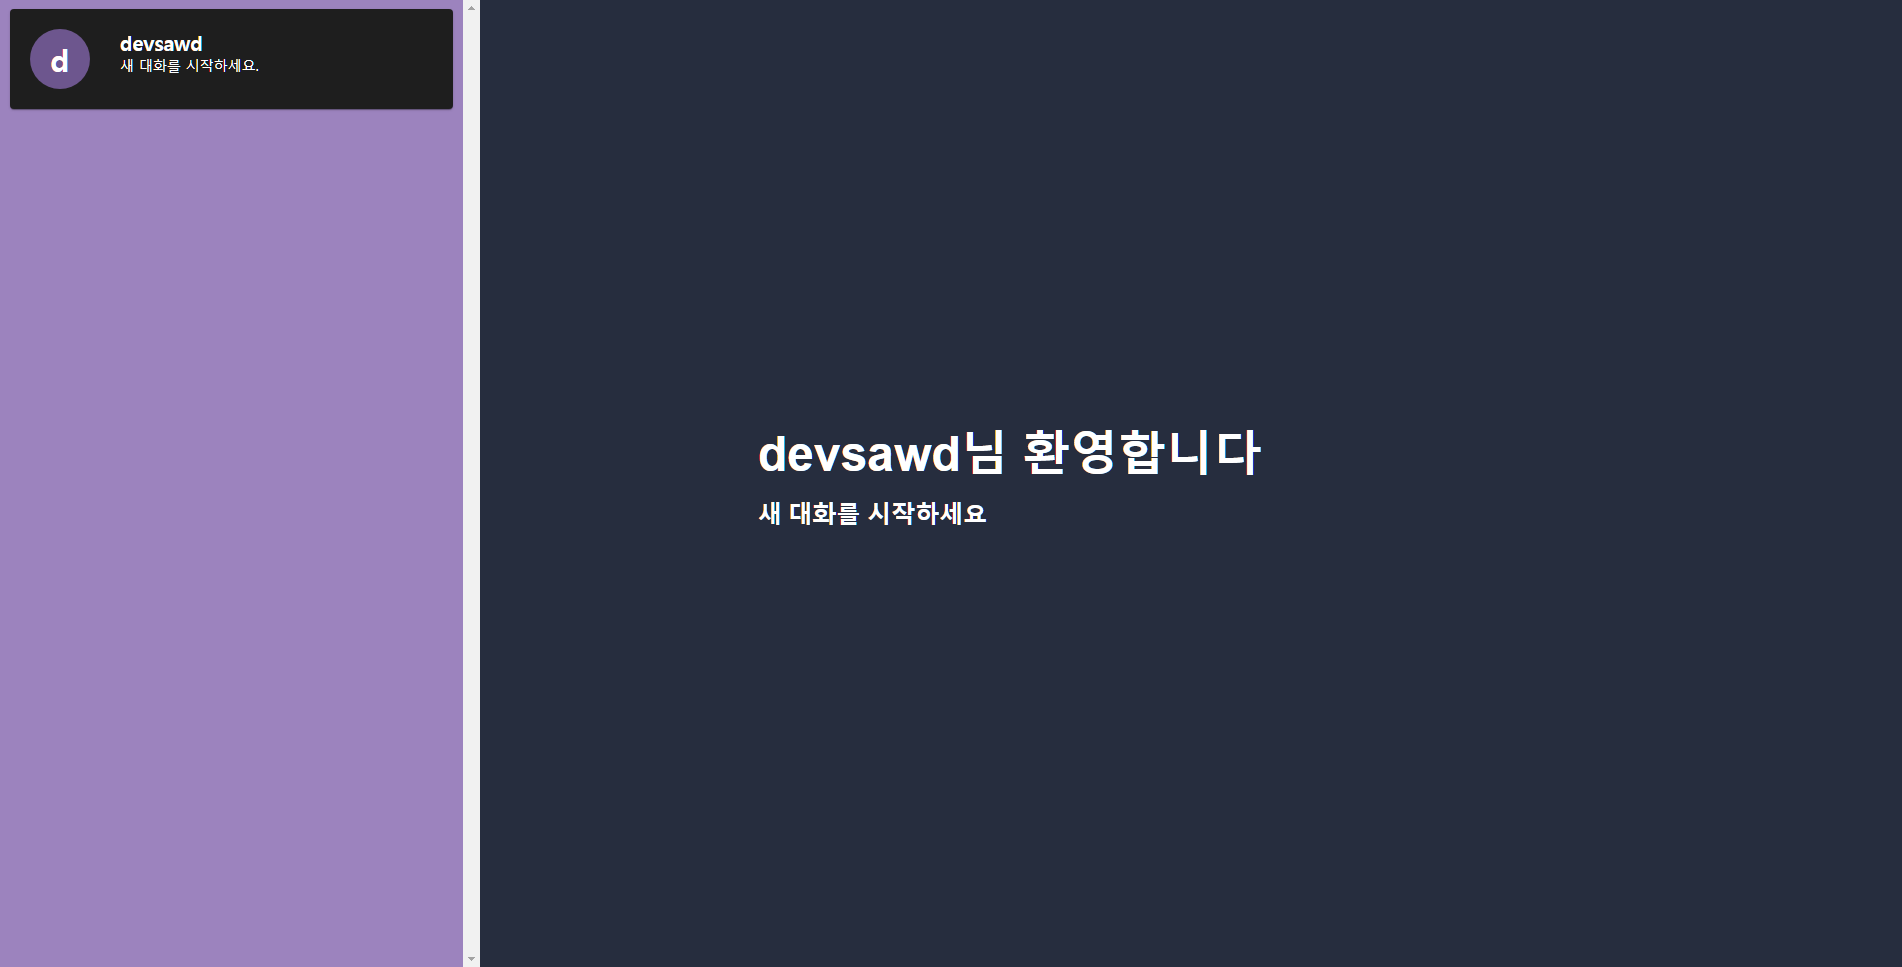 d
devsawd
새 대화를 시작하세요.
devsawd님 환영합니다
새 대화를 시작하세요